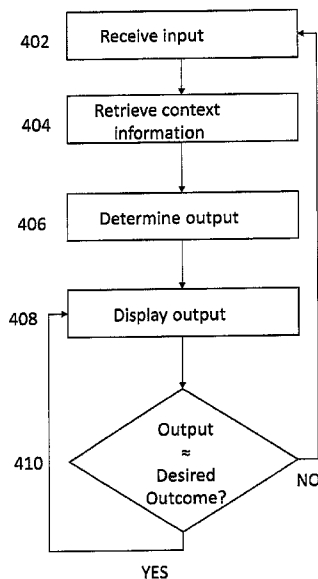 402
Receive input
404
Retrieve context
information
406
Determine output
408
Display output
410
Output
≈
Desired
Outcome?
NO
YES